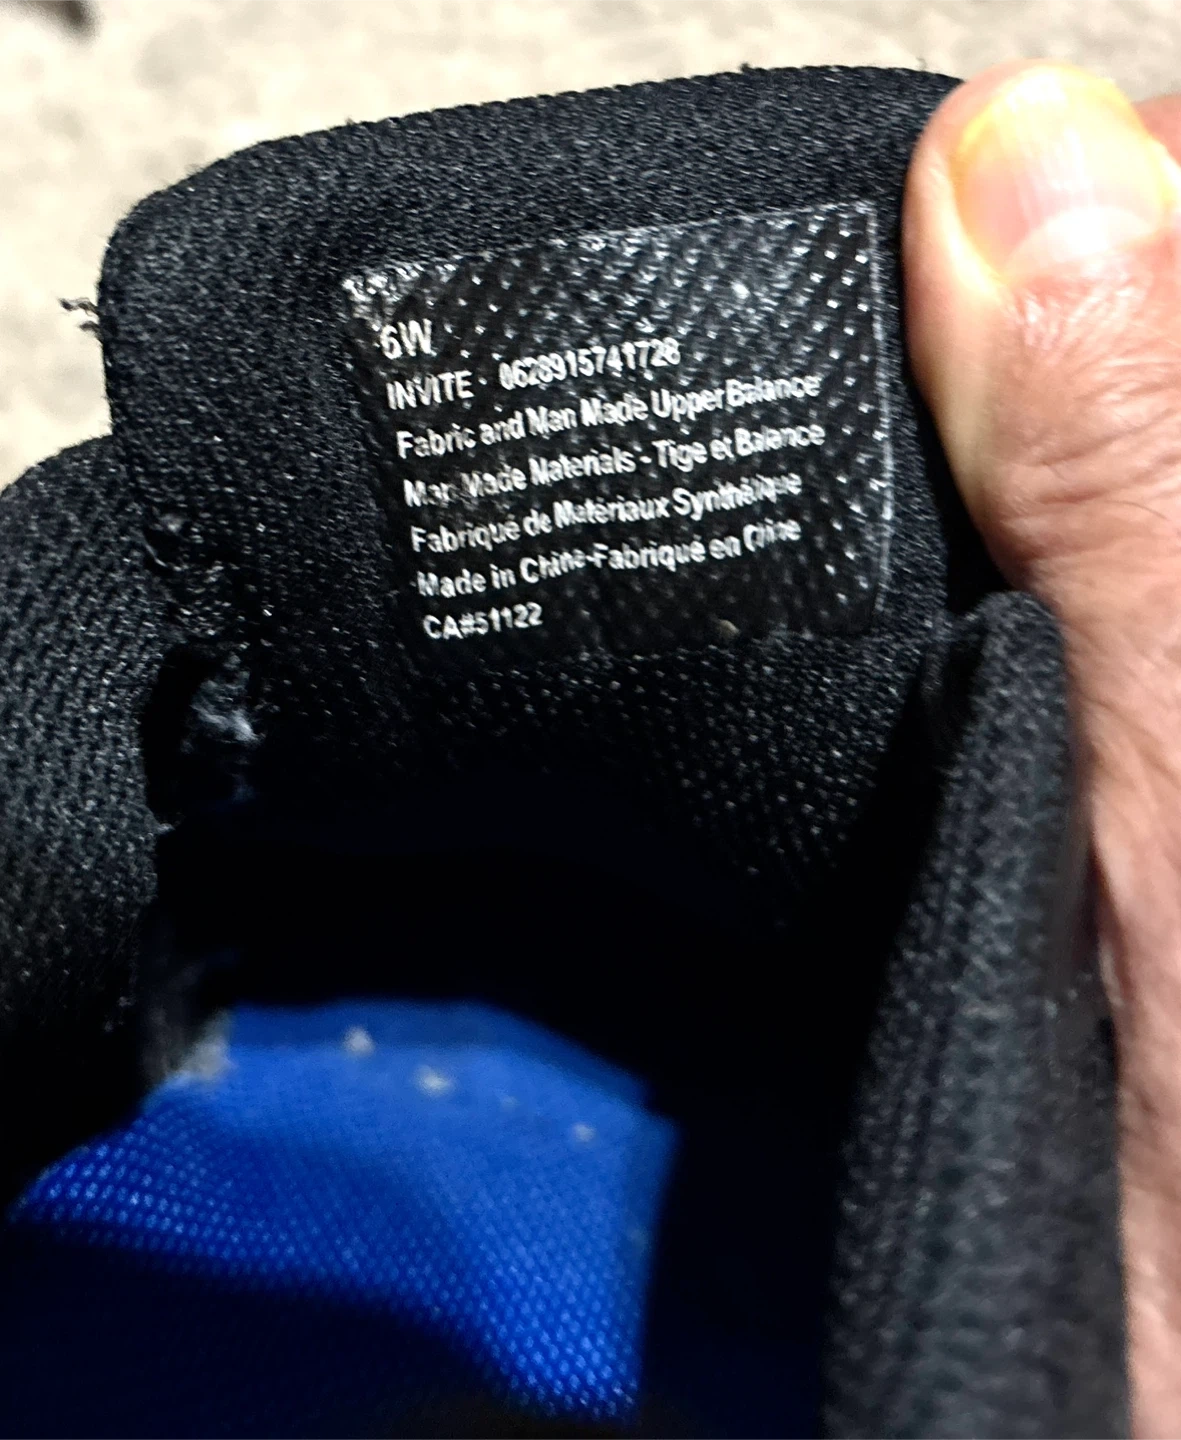 6W
INVITE 0628915741728
Fabric and Man Made Upper Balance
Man Made Materials - Tige et Balance
Fabriqué de Matériaux Synthétique
Made in Chine-Fabriqué en Chine
CA#51122